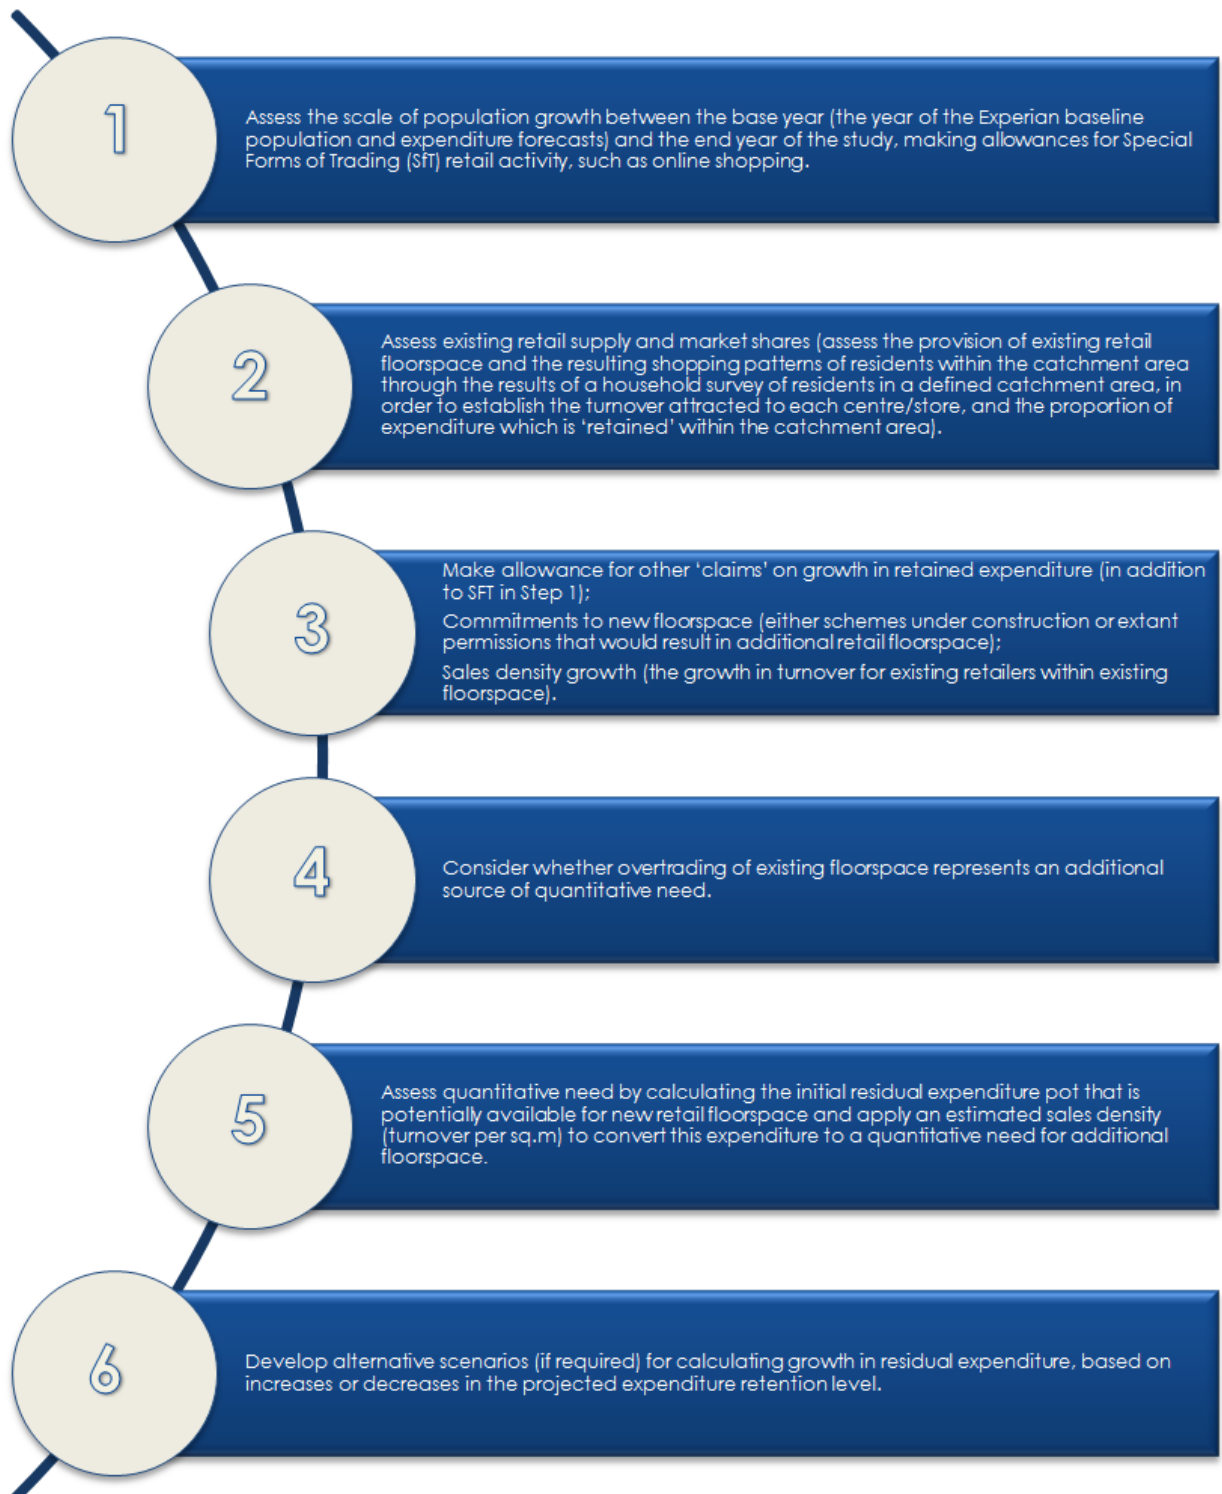 1
Assess the scale of population growth between the base year (the year of the Experian baseline
population and expenditure forecasts) and the end year of the study, making allowances for Special
Forms of Trading (SfT) retail activity, such as online shopping.
2
Assess existing retail supply and market shares (assess the provision of existing retail
floorspace and the resulting shopping patterns of residents within the catchment area
through the results of a household survey of residents in a defined catchment area, in
order to establish the turnover attracted to each centre/store, and the proportion of
expenditure which is ‘retained’ within the catchment area).
3
Make allowance for other ‘claims’ on growth in retained expenditure (in addition
to SFT in Step 1);
Commitments to new floorspace (either schemes under construction or extant
permissions that would result in additional retail floorspace);
Sales density growth (the growth in turnover for existing retailers within existing
floorspace).
4
Consider whether overtrading of existing floorspace represents an additional
source of quantitative need.
5
Assess quantitative need by calculating the initial residual expenditure pot that is
potentially available for new retail floorspace and apply an estimated sales density
(turnover per sq.m) to convert this expenditure to a quantitative need for additional
floorspace.
6
Develop alternative scenarios (if required) for calculating growth in residual expenditure, based on
increases or decreases in the projected expenditure retention level.